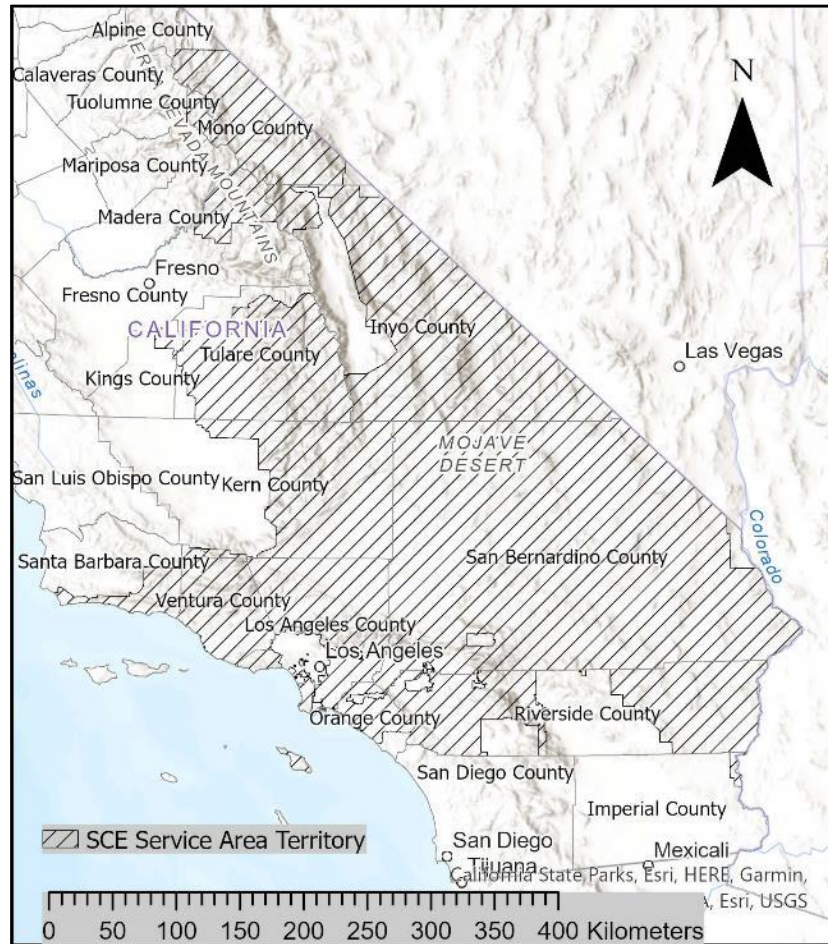 Alpine County
N
Calaveras County
Tuolumne County
NEVADA MOUNTAINS
Mono County
Mariposa County
Madera County
Fresno
Fresno County
CALIFORNIA
Inyo County
Las Vegas
Tulare County
Kings County
MOJAVE
DESERT
San Luis Obispo County
Kern County
Colorado
Santa Barbara County
San Bernardino County
Ventura County
Los Angeles County
Los Angeles
Orange County
Riverside County
San Diego County
Imperial County
SCE Service Area Territory
San Diego
Tijuana
Mexicali
California State Parks, Esri, HERE, Garmin,
Esri, USGS
0 50 100 150 200 250 300 350 400 Kilometers